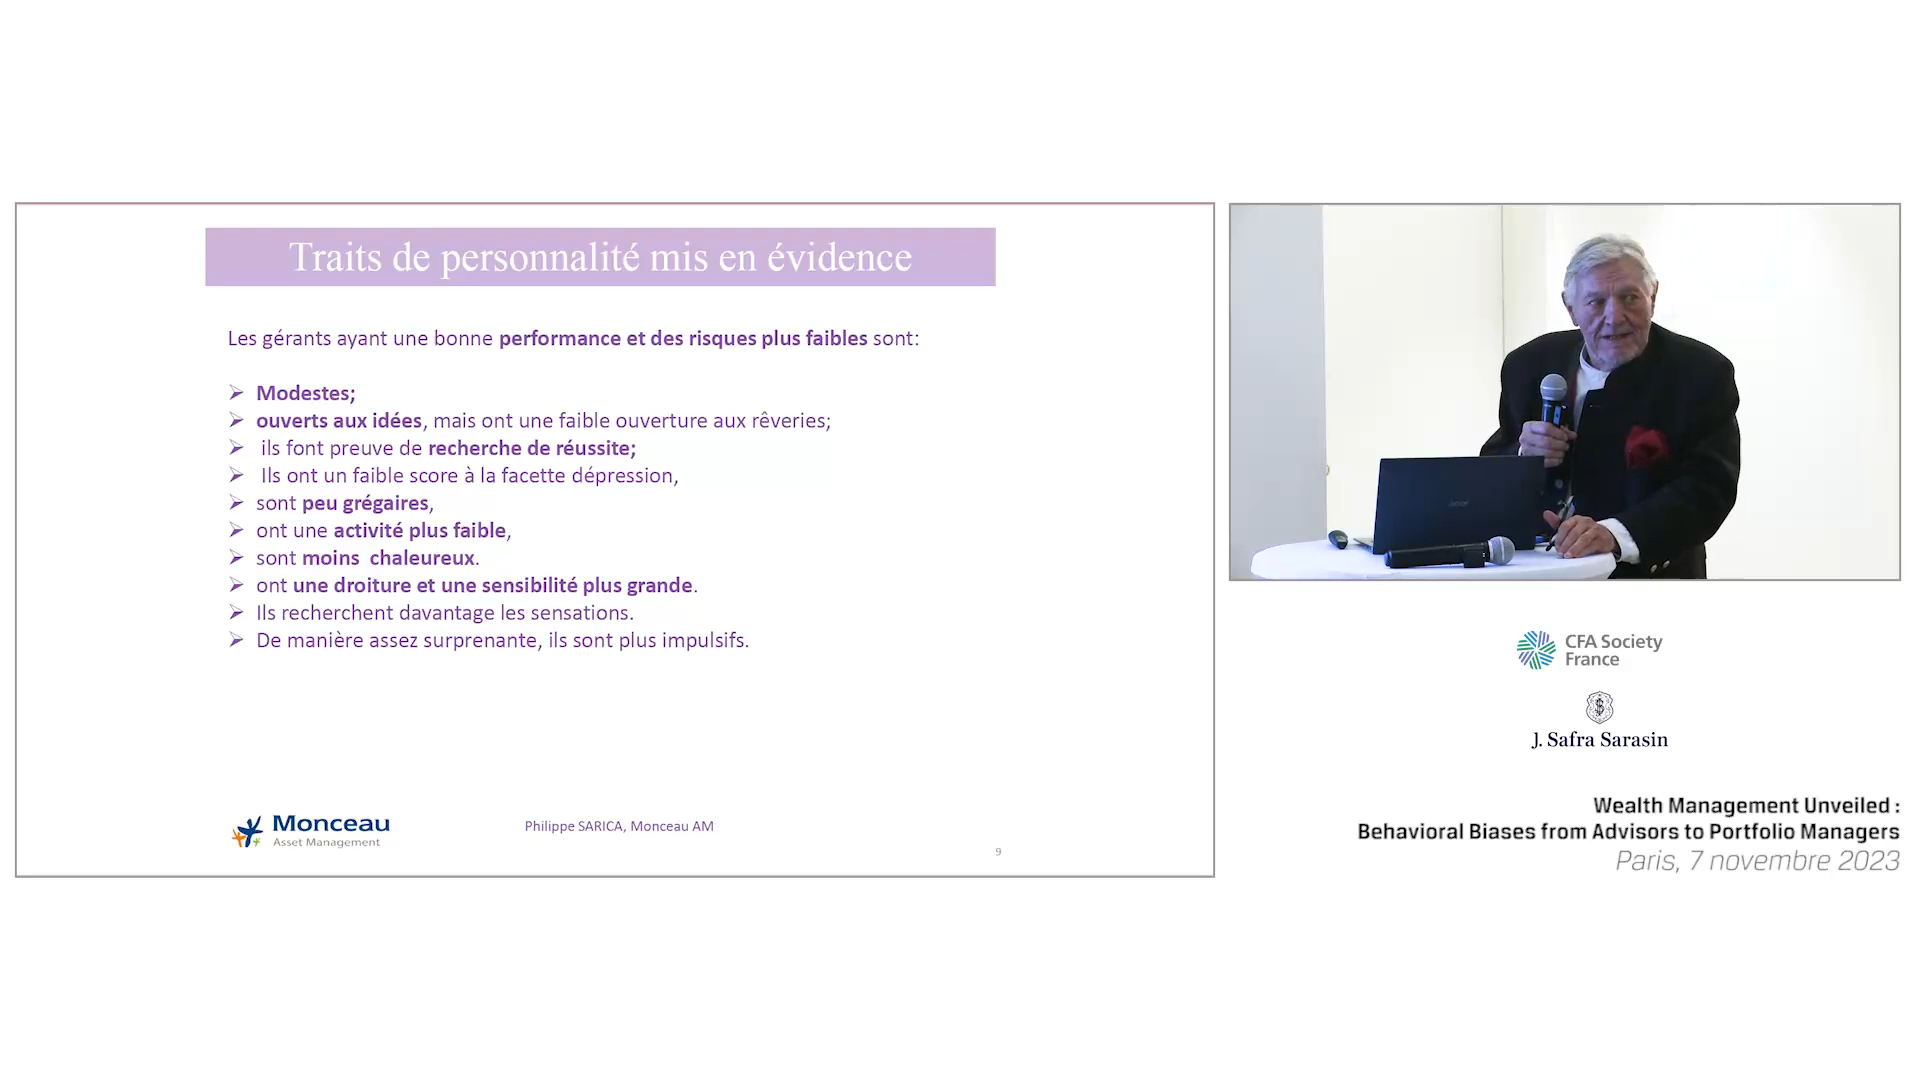 Traits de personnalité mis en évidence
Les gérants ayant une bonne performance et des risques plus faibles sont:
Modestes;
ouverts aux idées, mais ont une faible ouverture aux rêveries;
ils font preuve de recherche de réussite;
Ils ont un faible score à la facette dépression,
sont peu grégaires,
ont une activité plus faible,
sont moins chaleureux.
ont une droiture et une sensibilité plus grande.
Ils recherchent davantage les sensations.
De manière assez surprenante, ils sont plus impulsifs.
Monceau
Asset Management
Philippe SARICA, Monceau AM
9
acer
CFA Society
France
J. Safra Sarasin
Wealth Management Unveiled :
Behavioral Biases from Advisors to Portfolio Managers
Paris, 7 novembre 2023